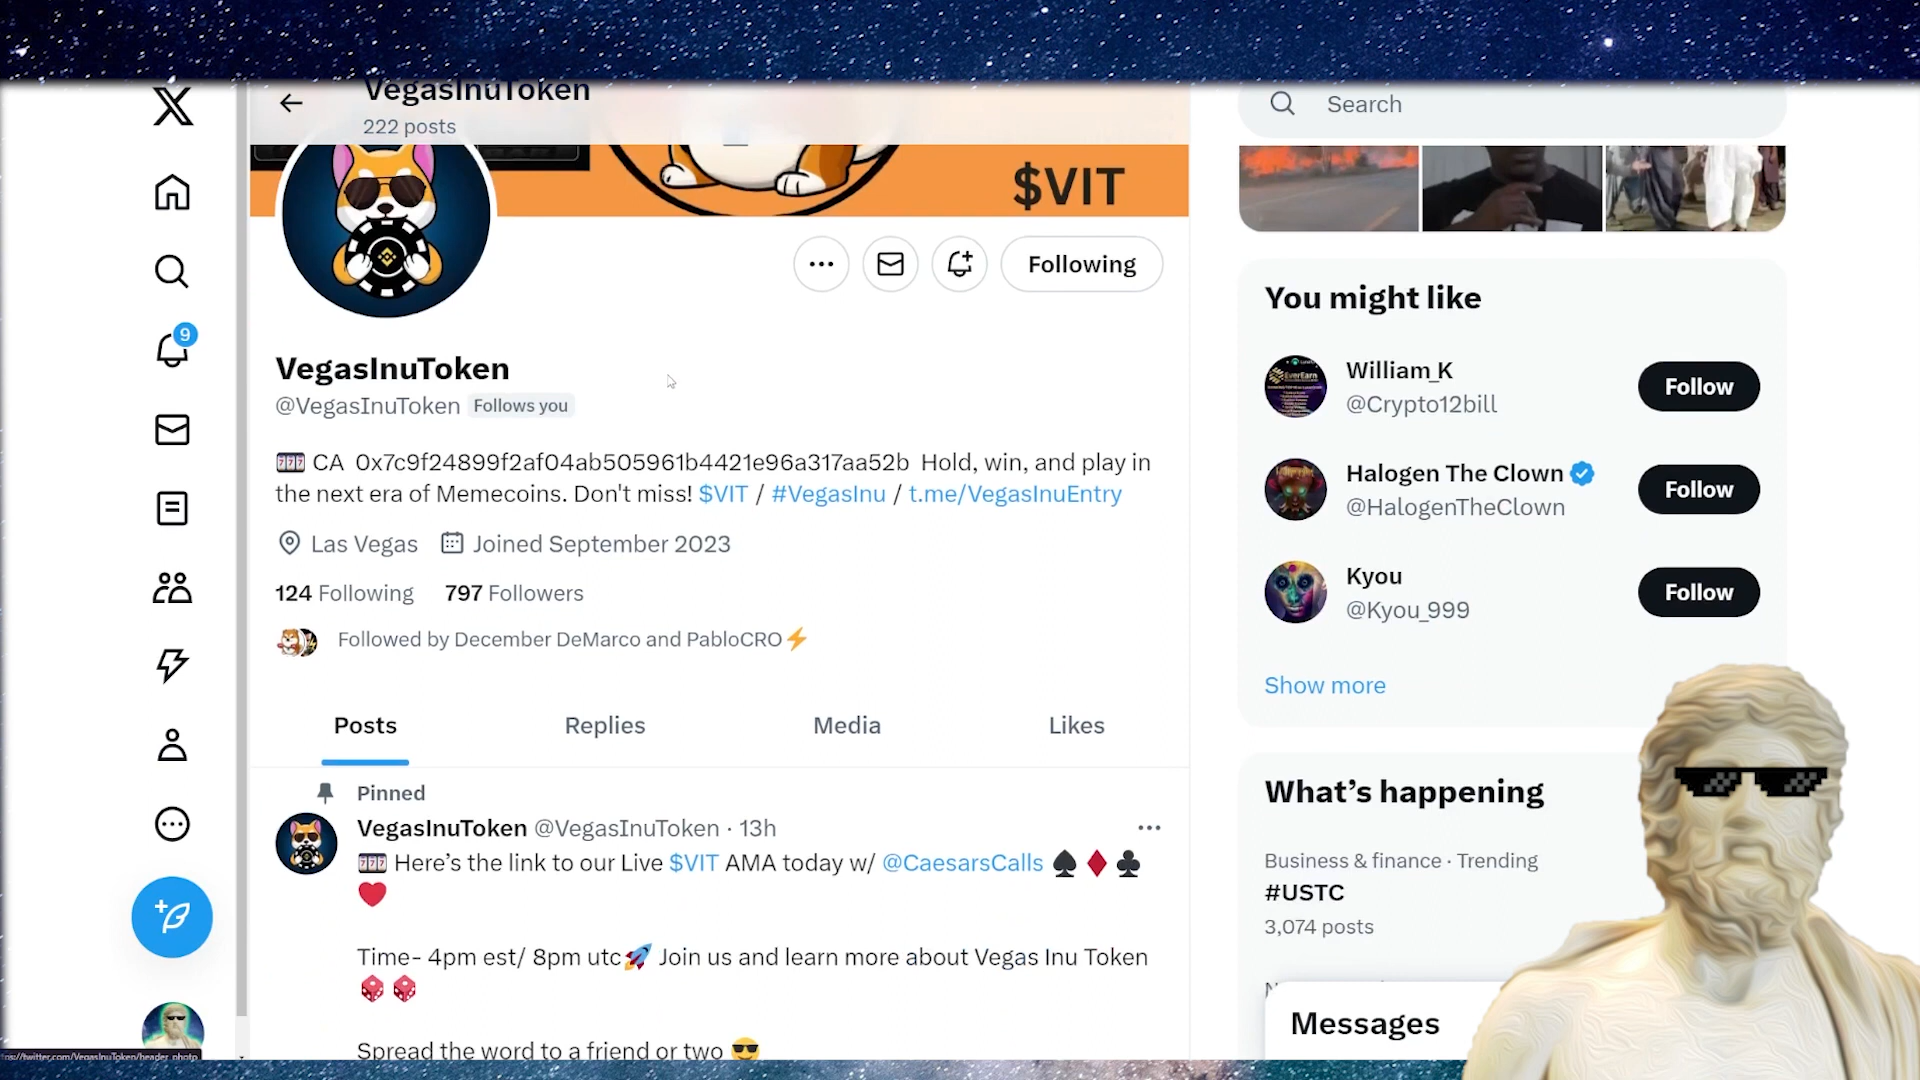 VegasInuToken
222 posts
Search
$VIT
Following
You might like
VegasInuToken
@VegasInuToken Follows you
9
William_K
@Crypto12bill
Follow
CA 0x7c9f24899f2af04ab505961b4421e96a317aa52b Hold, win, and play in
the next era of Memecoins. Don't miss! $VIT / #VegasInu / t.me/VegasInuEntry
Halogen The Clown
@HalogenTheClown
Follow
Las Vegas Joined September 2023
124 Following 797 Followers
Kyou
@Kyou_999
Follow
Followed by December DeMarco and PabloCRO⚡
Show more
Posts Replies Media Likes
Pinned
VegasInuToken @VegasInuToken · 13h
🎰 Here’s the link to our Live $VIT AMA today w/ @CaesarsCalls ♠️ ♦️ ♣️
❤️
Time- 4pm est/ 8pm utc🚀 Join us and learn more about Vegas Inu Token
🎲 🎲
Spread the word to a friend or two 😎
What’s happening
Business & finance · Trending
#USTC
3,074 posts
Messages